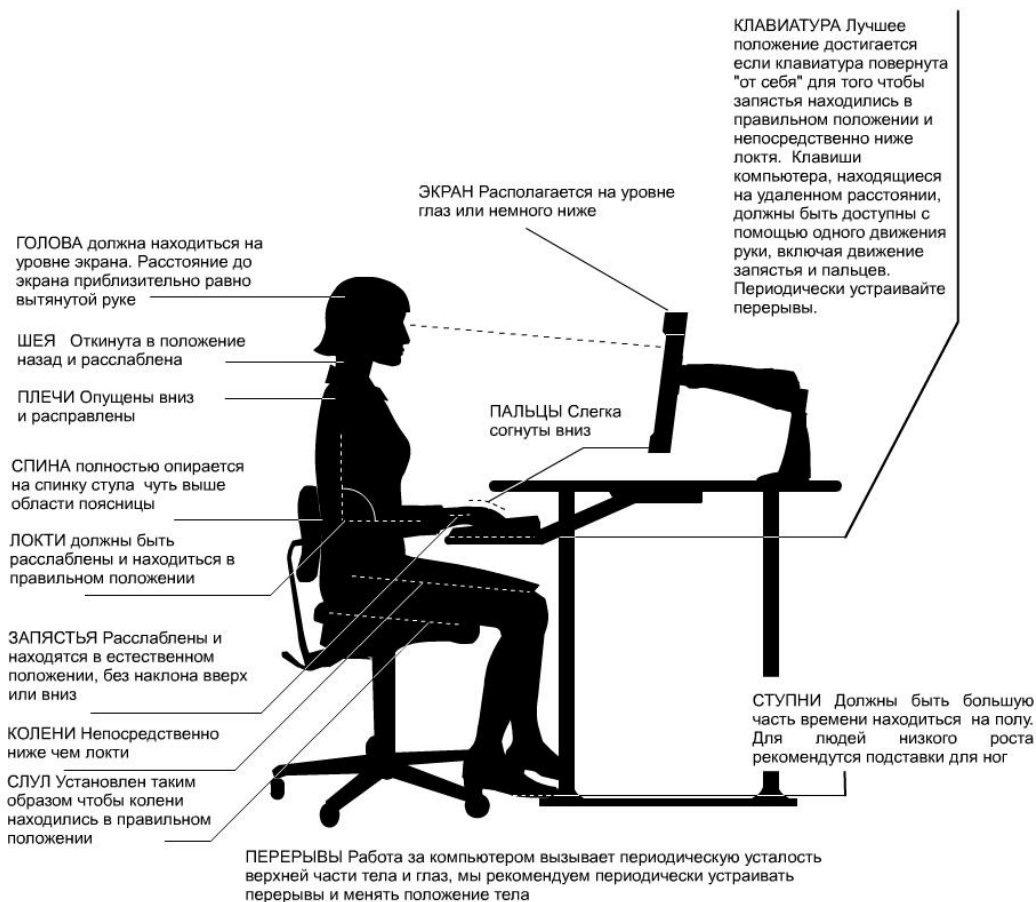 КЛАВИАТУРА Лучшее
положение достигается
если клавиатура повернута
"от себя" для того чтобы
запястья находились в
правильном положении и
непосредственно ниже
локтя. Клавиши
компьютера, находящиеся
на удаленном расстоянии,
должны быть доступны с
помощью одного движения
руки, включая движение
запястья и пальцев.
Периодически устраивайте
перерывы.
ЭКРАН Располагается на уровне
глаз или немного ниже
ГОЛОВА должна находиться на
уровне экрана. Расстояние до
экрана приблизительно равно
вытянутой руке
ШЕЯ Откинута в положение
назад и расслаблена
ПЛЕЧИ Опущены вниз
и расправлены
ПАЛЬЦЫ Слегка
согнуты вниз
СПИНА полностью опирается
на спинку стула чуть выше
области поясницы
ЛОКТИ должны быть
расслаблены и находиться в
правильном положении
ЗАПЯСТЬЯ Расслаблены и
находятся в естественном
положении, без наклона вверх
или вниз
КОЛЕНИ Непосредственно
ниже чем локти
СЛУЛ Установлен таким
образом чтобы колени
находились в правильном
положении
СТУПНИ Должны быть большую
часть времени находиться на полу.
Для людей низкого роста
рекомендутся подставки для ног
ПЕРЕРЫВЫ Работа за компьютером вызывает периодическую усталость
верхней части тела и глаз, мы рекомендуем периодически устраивать
перерывы и менять положение тела